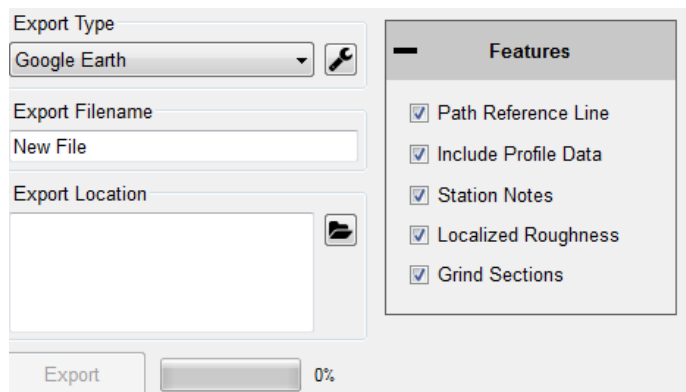 Export Type
Google Earth
Export Filename
New File
Export Location
Export
0%
Features
Path Reference Line
Include Profile Data
Station Notes
Localized Roughness
Grind Sections